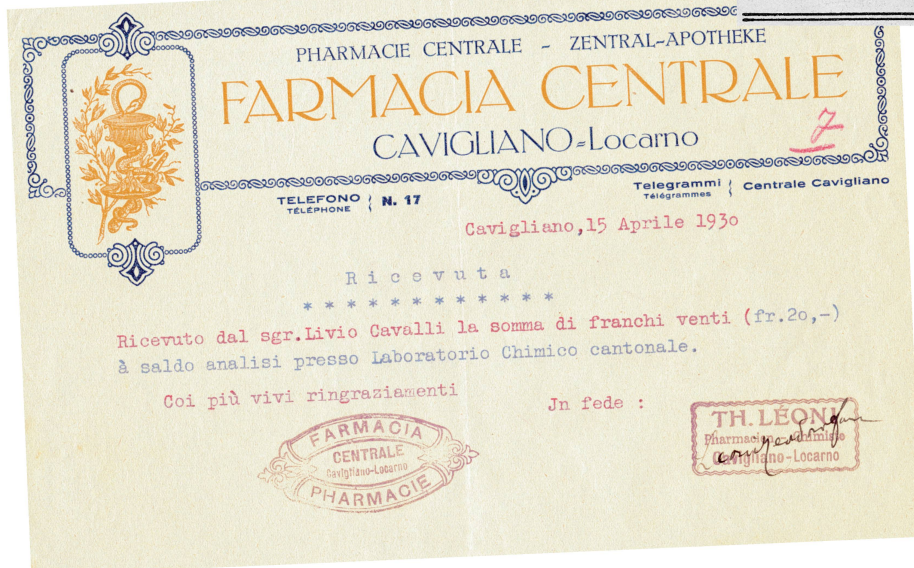 PHARMACIE CENTRALE - ZENTRAL-APOTHEKE
FARMACIA CENTRALE
CAVIGLIANO=Locarno
7
TELEFONO
TÉLÉPHONE
N. 17
Telegrammi
Télégrammes
Centrale Cavigliano
Cavigliano,15 Aprile 1930
Ricevuta
* * * * * * * * * * * *
Ricevuto dal sgr.Livio Cavalli la somma di franchi venti (fr.2o,-)
à saldo analisi presso Laboratorio Chimico cantonale.
Coi più vivi ringraziamenti
Jn fede :
FARMACIA
CENTRALE
Cavigliano-Locarno
PHARMACIE
TH. LÉONI
Cavigliano-Locarno